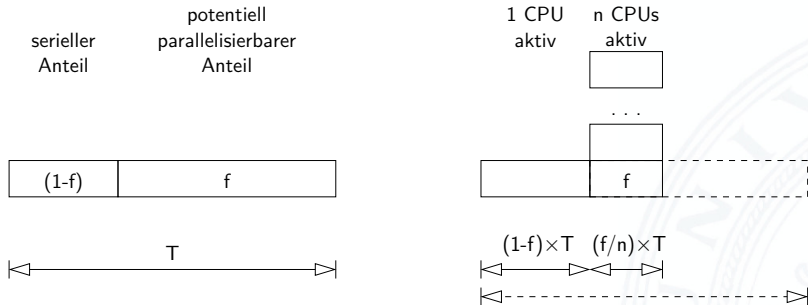 serieller
Anteil
potentiell
parallelisierbarer
Anteil
1 CPU
aktiv
n CPUs
aktiv
. . .
(1-f)
f
f
T
(1-f)×T
(f/n)×T